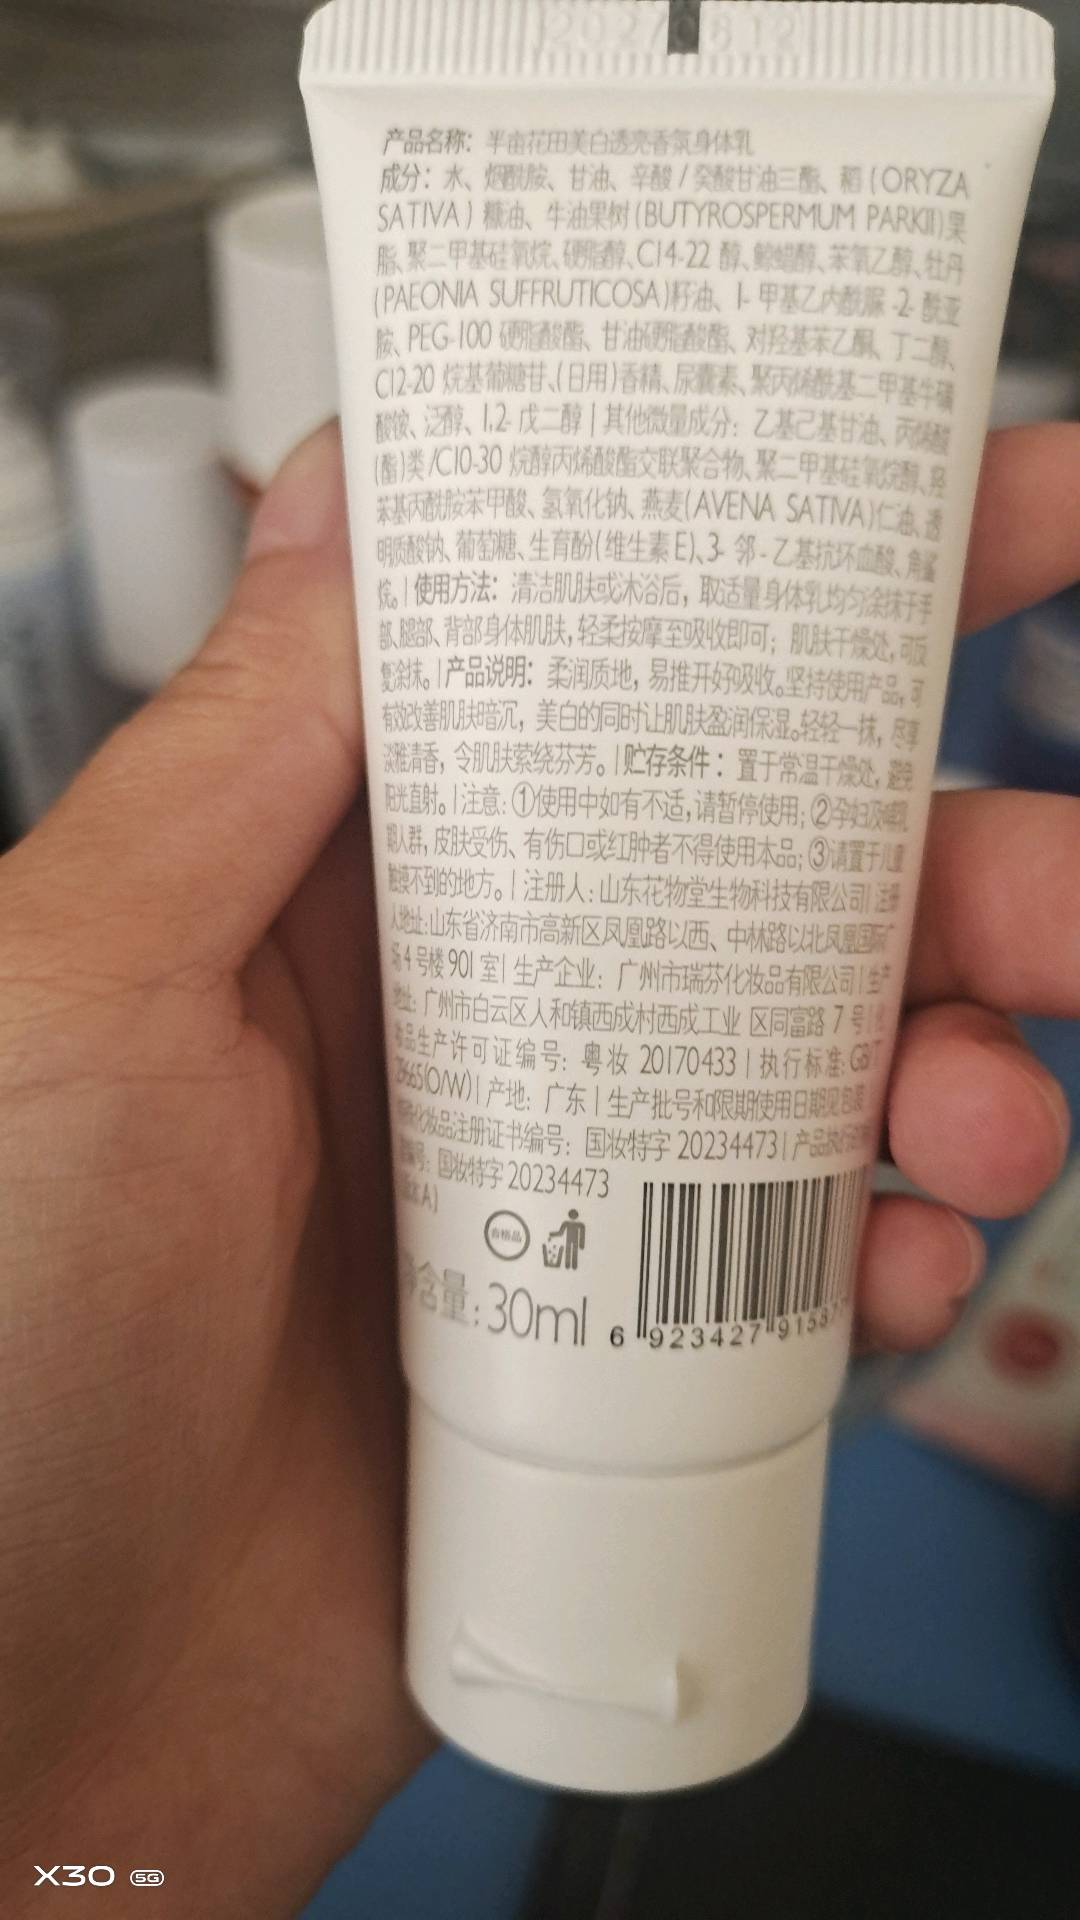 产品名称：半亩花田美白透亮香氛身体乳
成分：水、烟酰胺、甘油、辛酸/癸酸甘油三酯、稻(ORYZA
SATIVA)糠油、牛油果树(BUTYROSPERMUM PARKII)果
脂、聚二甲基硅氧烷、硬脂醇、C14-22 醇、鲸蜡醇、苯氧乙醇、牡丹
(PAEONIA SUFFRUTICOSA)籽油、1-甲基乙内酰脲-2-酰亚
胺、PEG-100 硬脂酸酯、甘油硬脂酸酯、对羟基苯乙酮、丁二醇、
C12-20 烷基葡糖苷、(日用)香精、尿囊素、聚丙烯酰基二甲基牛磺
酸铵、泛醇、1,2-戊二醇|其他微量成分：乙基己基甘油、丙烯酸
(酯)类/C10-30 烷醇丙烯酸酯交联聚合物、聚二甲基硅氧烷醇、羟
苯基丙酰胺苯甲酸、氢氧化钠、燕麦(AVENA SATIVA)仁油、透
明质酸钠、葡萄糖、生育酚(维生素E)、3-邻-乙基抗坏血酸、角鲨
烷。|使用方法：清洁肌肤或沐浴后，取适量身体乳均匀涂抹于手
部、腿部、背部身体肌肤，轻柔按摩至吸收即可；肌肤干燥处，可反
复涂抹。|产品说明：柔润质地，易推开好吸收。坚持使用产品，可
有效改善肌肤暗沉，美白的同时让肌肤盈润保湿。轻轻一抹，尽享
淡雅清香，令肌肤萦绕芬芳。|贮存条件：置于常温干燥处，避免
阳光直射。|注意：①使用中如有不适，请暂停使用；②孕妇及哺乳
期人群，皮肤受伤、有伤口或红肿者不得使用本品；③请置于儿童
触摸不到的地方。|注册人：山东花物堂生物科技有限公司|注册
人地址：山东省济南市高新区凤凰路以西、中林路以北凤凰国际广
场4号楼901室|生产企业：广州市瑞芬化妆品有限公司|生产
地址：广州市白云区人和镇西成村西成工业 区同富路7号|
妆品生产许可证编号：粤妆 20170433|执行标准：GB/T
29665(O/W)|产地：广东|生产批号和限期使用日期见包装
化妆品注册证书编号：国妆特字 20234473|产品执行
编号：国妆特字 20234473
合格品
含量：30ml
6 923427 915